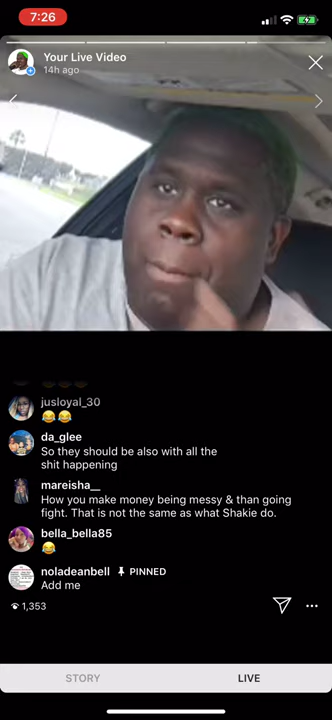 7:26
Your Live Video
14h ago
jusloyal_30
😂😂
da_glee
So they should be also with all the
shit happening
mareisha__
How you make money being messy & than going
fight. That is not the same as what Shakie do.
bella_bella85
😂
noladeanbell PINNED
Add me
1,353
STORY LIVE